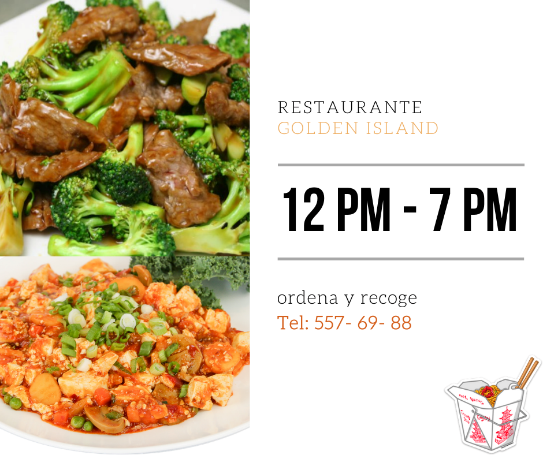 RESTAURANTE
GOLDEN ISLAND
12 PM - 7 PM
ordena y recoge
Tel: 557- 69- 88